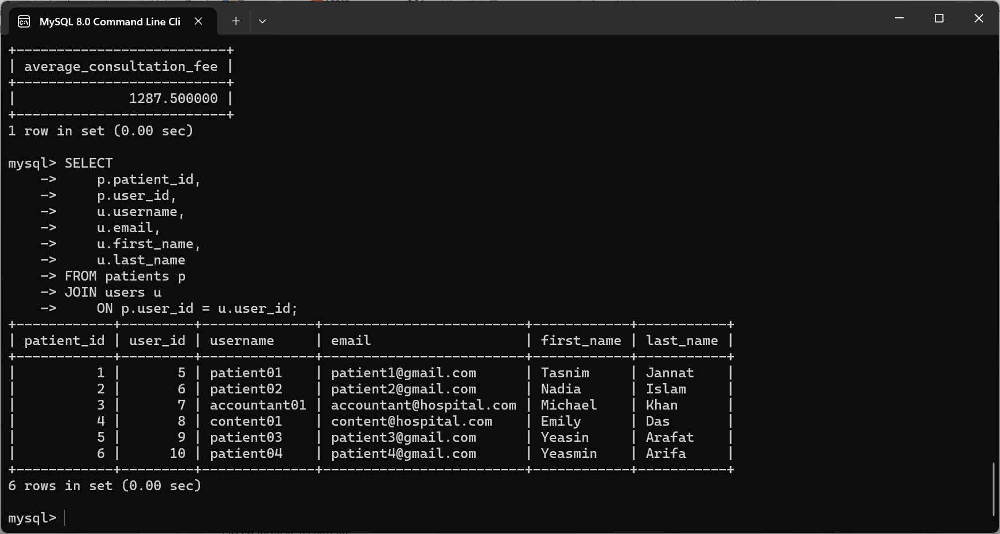 MySQL 8.0 Command Line Cli
+--------------------------+
| average_consultation_fee |
+--------------------------+
|              1287.500000 |
+--------------------------+
1 row in set (0.00 sec)
mysql> SELECT
    ->     p.patient_id,
    ->     p.user_id,
    ->     u.username,
    ->     u.email,
    ->     u.first_name,
    ->     u.last_name
    -> FROM patients p
    -> JOIN users u
    ->     ON p.user_id = u.user_id;
+------------+---------+--------------+-------------------------+------------+-----------+
| patient_id | user_id | username     | email                   | first_name | last_name |
+------------+---------+--------------+-------------------------+------------+-----------+
|          1 |       5 | patient01    | patient1@gmail.com      | Tasnim     | Jannat    |
|          2 |       6 | patient02    | patient2@gmail.com      | Nadia      | Islam     |
|          3 |       7 | accountant01 | accountant@hospital.com | Michael    | Khan      |
|          4 |       8 | content01    | content@hospital.com    | Emily      | Das       |
|          5 |       9 | patient03    | patient3@gmail.com      | Yeasin     | Arafat    |
|          6 |      10 | patient04    | patient4@gmail.com      | Yeasmin    | Arifa     |
+------------+---------+--------------+-------------------------+------------+-----------+
6 rows in set (0.00 sec)
mysql>